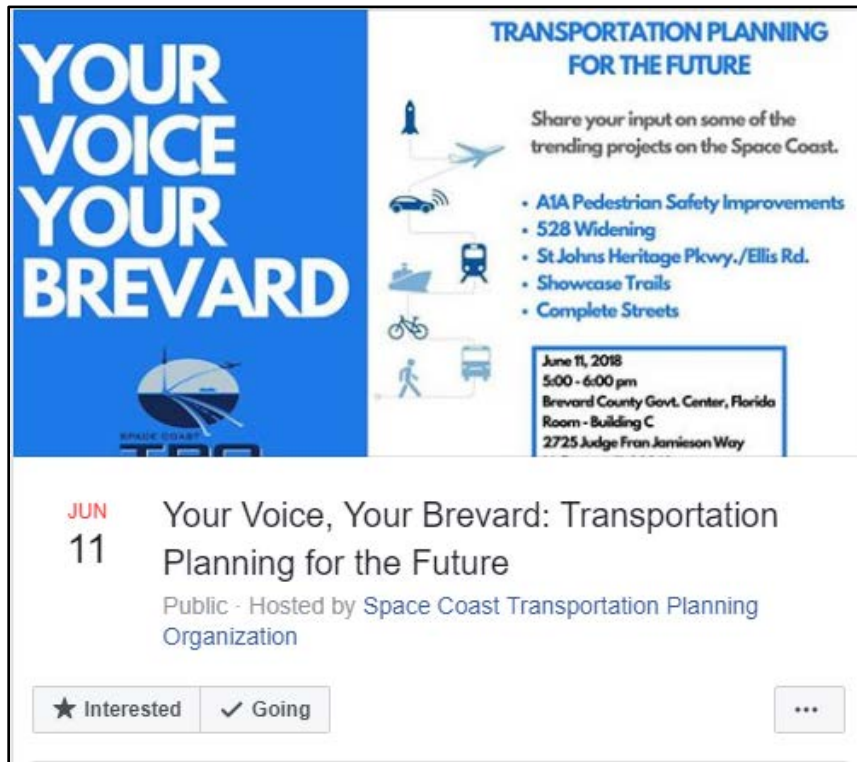 YOUR
VOICE
YOUR
BREVARD
SPACE COAST
TPO
TRANSPORTATION PLANNING
FOR THE FUTURE
Share your input on some of the
trending projects on the Space Coast.
• A1A Pedestrian Safety Improvements
• 528 Widening
• St Johns Heritage Pkwy./Ellis Rd.
• Showcase Trails
• Complete Streets
June 11, 2018
5:00 - 6:00 pm
Brevard County Govt. Center, Florida
Room - Building C
2725 Judge Fran Jamieson Way
JUN
11
Your Voice, Your Brevard: Transportation
Planning for the Future
Public · Hosted by Space Coast Transportation Planning
Organization
Interested
Going